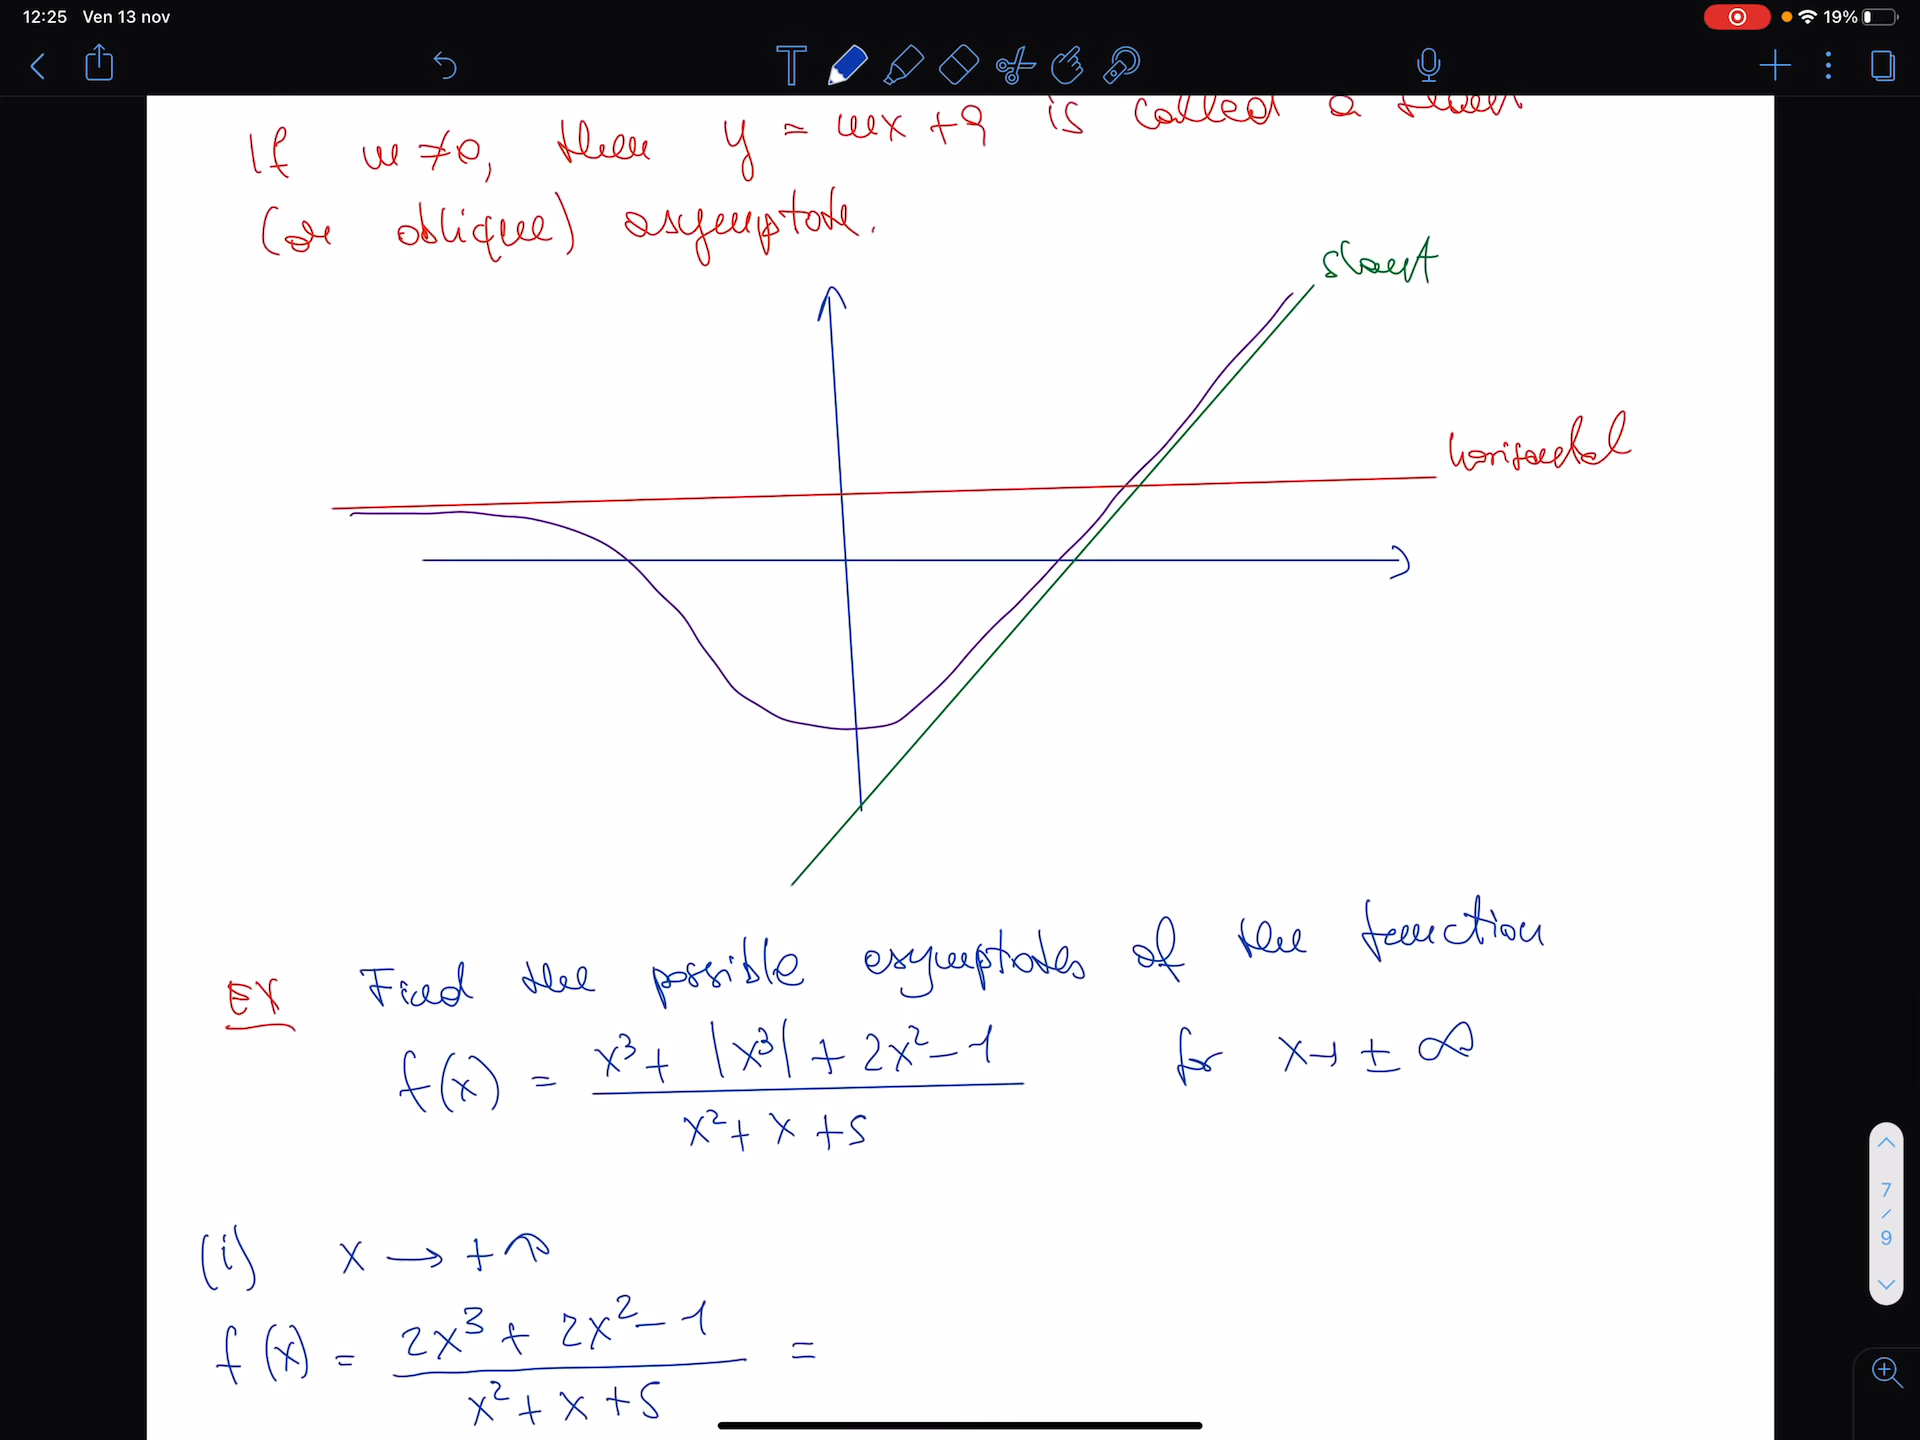 12:25 Ven 13 nov 19%
If m ≠ 0, then y = mx + q is called a slant
(or oblique) asymptote.
slant
horizontal
EX Find the possible asymptotes of the function
f(x) = (x³ + |x³| + 2x² - 1) / (x² + x + 5) for x → ± ∞
7
/
9
(i) x → + ∞
f(x) = (2x³ + 2x² - 1) / (x² + x + 5) =